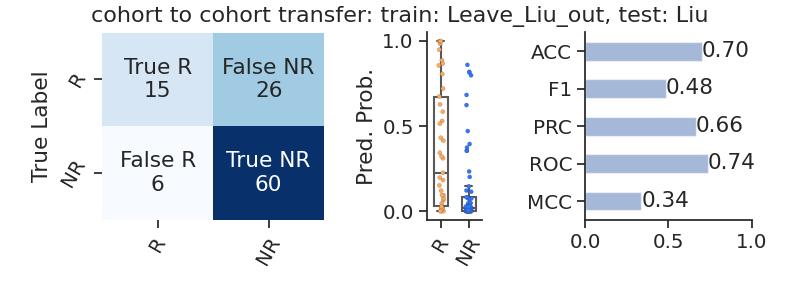 cohort to cohort transfer: train: Leave_Liu_out, test: Liu
True Label
R
NR
True R
15
False NR
26
False R
6
True NR
60
R
NR
Pred. Prob.
1.0
0.5
0.0
R
NR
ACC
0.70
F1
0.48
PRC
0.66
ROC
0.74
MCC
0.34
0.0
0.5
1.0